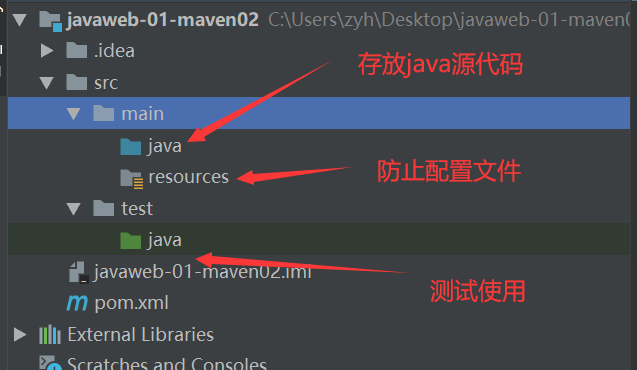 javaweb-01-maven02 C:\Users\zyh\Desktop\javaweb-01-maven0
.idea
存放java源代码
src
main
java
防止配置文件
resources
test
java
测试使用
javaweb-01-maven02.iml
pom.xml
External Libraries
Scratches and Consoles